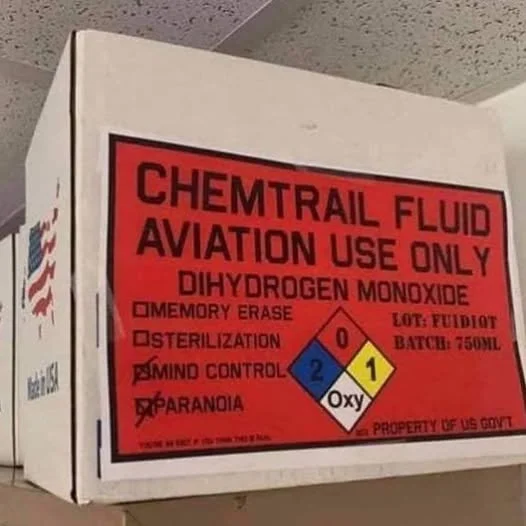 CHEMTRAIL FLUID
AVIATION USE ONLY
DIHYDROGEN MONOXIDE
MEMORY ERASE
LOT: FUID10T
STERILIZATION
BATCH: 750ML
MIND CONTROL
PARANOIA
0
2
1
Oxy
PROPERTY OF US GOV'T
Made in USA